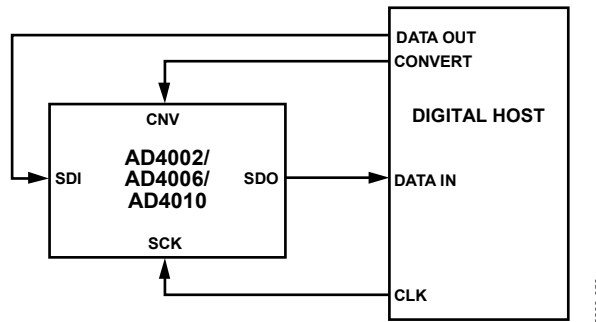 DATA OUT
CONVERT
DIGITAL HOST
CNV
AD4002/
AD4006/
AD4010
SDI
SDO
DATA IN
SCK
CLK